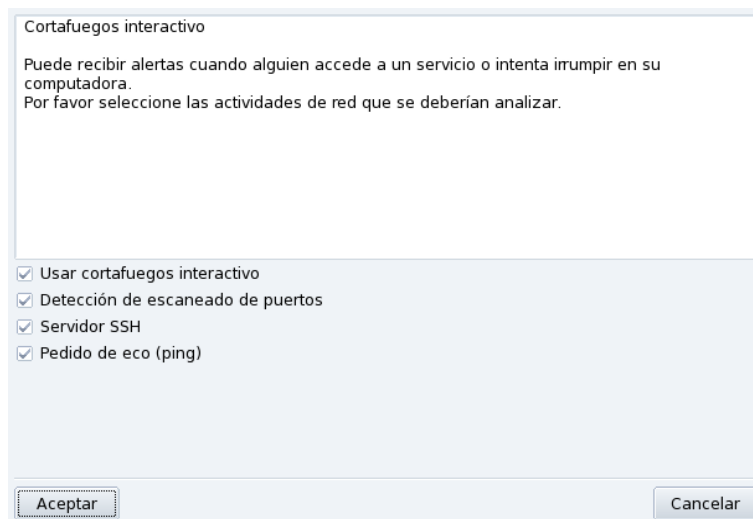 Cortafuegos interactivo
Puede recibir alertas cuando alguien accede a un servicio o intenta irrumpir en su
computadora.
Por favor seleccione las actividades de red que se deberían analizar.
Usar cortafuegos interactivo
Detección de escaneado de puertos
Servidor SSH
Pedido de eco (ping)
Aceptar
Cancelar